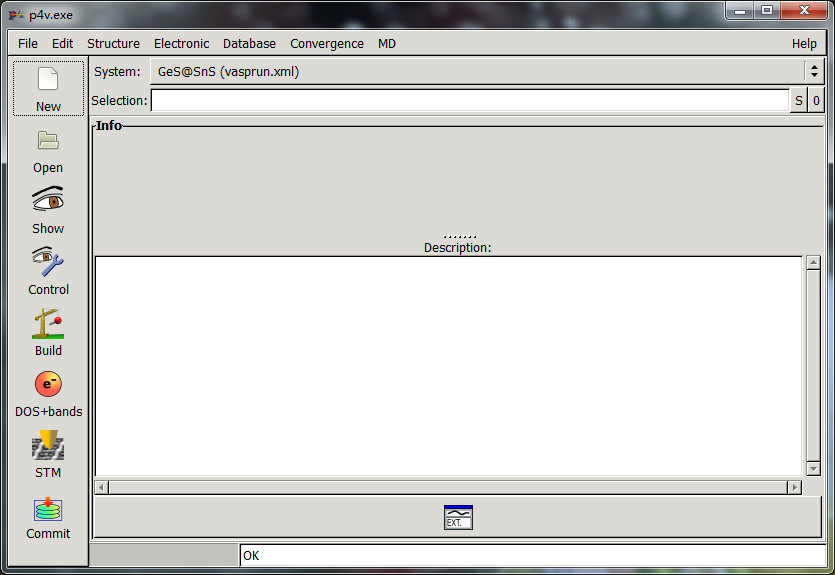 p4v.exe
File Edit Structure Electronic Database Convergence MD Help
New
Open
Show
Control
Build
e-
DOS+bands
STM
Commit
System: GeS@SnS (vasprun.xml)
Selection: S 0
Info
Description:
EXT.
OK